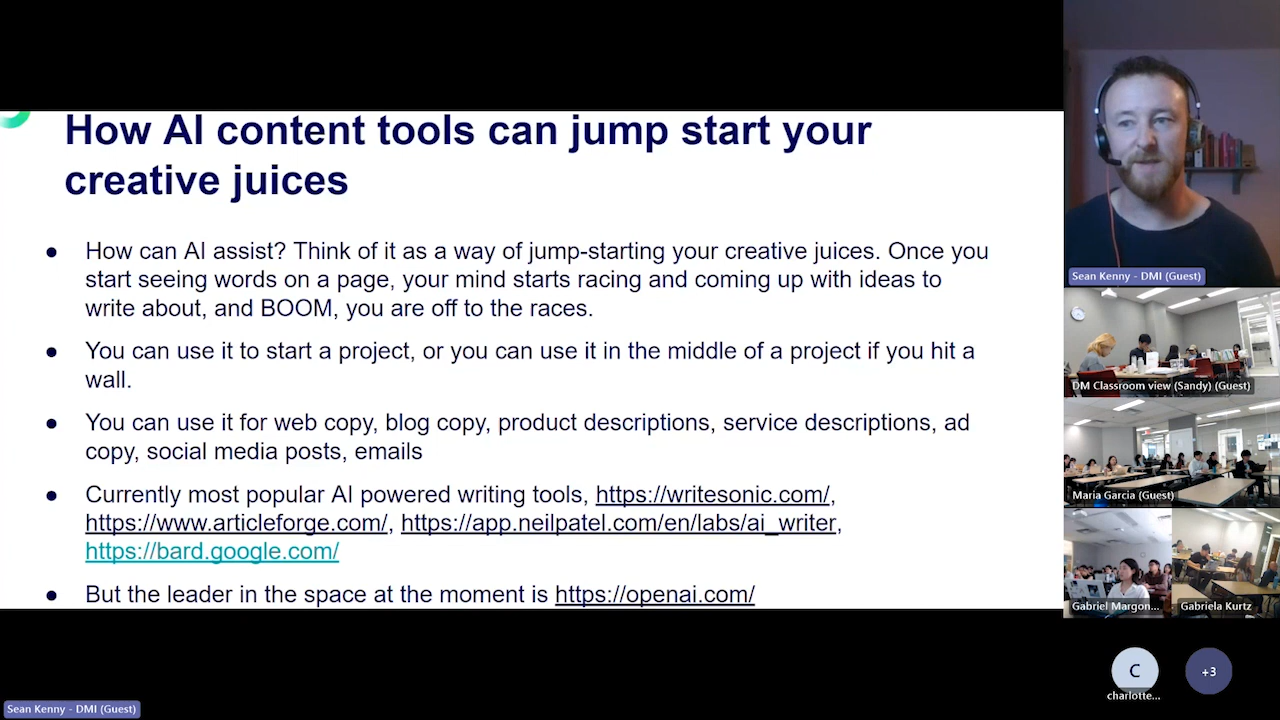 How AI content tools can jump start your
creative juices
● How can AI assist? Think of it as a way of jump-starting your creative juices. Once you
start seeing words on a page, your mind starts racing and coming up with ideas to
write about, and BOOM, you are off to the races.
● You can use it to start a project, or you can use it in the middle of a project if you hit a
wall.
● You can use it for web copy, blog copy, product descriptions, service descriptions, ad
copy, social media posts, emails
● Currently most popular AI powered writing tools, https://writesonic.com/,
https://www.articleforge.com/, https://app.neilpatel.com/en/labs/ai_writer,
https://bard.google.com/
● But the leader in the space at the moment is https://openai.com/
Sean Kenny - DMI (Guest)
DM Classroom view (Sandy) (Guest)
Maria Garcia (Guest)
Gabriel Margon...
Gabriela Kurtz
C
charlotte...
+3
Sean Kenny - DMI (Guest)